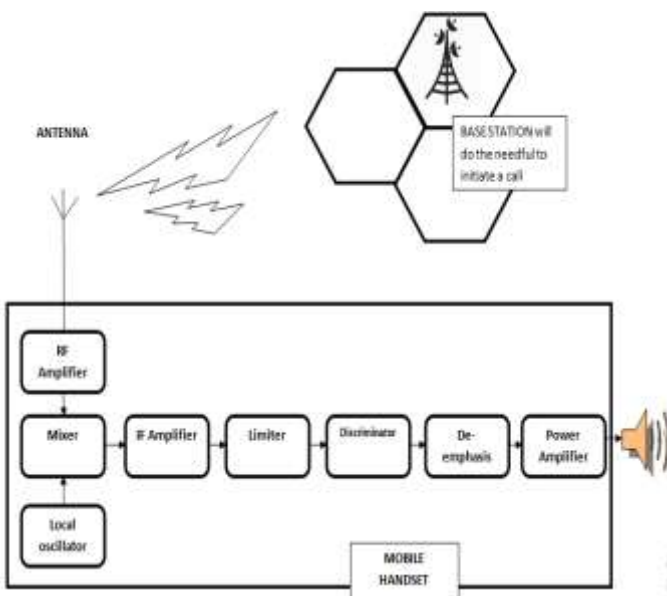 ANTENNA
BASE STATION will
do the needful to
initiate a call
RF
Amplifier
Mixer
IF Amplifier
Limiter
Discriminator
De-
emphasis
Power
Amplifier
Local
oscillator
MOBILE
HANDSET